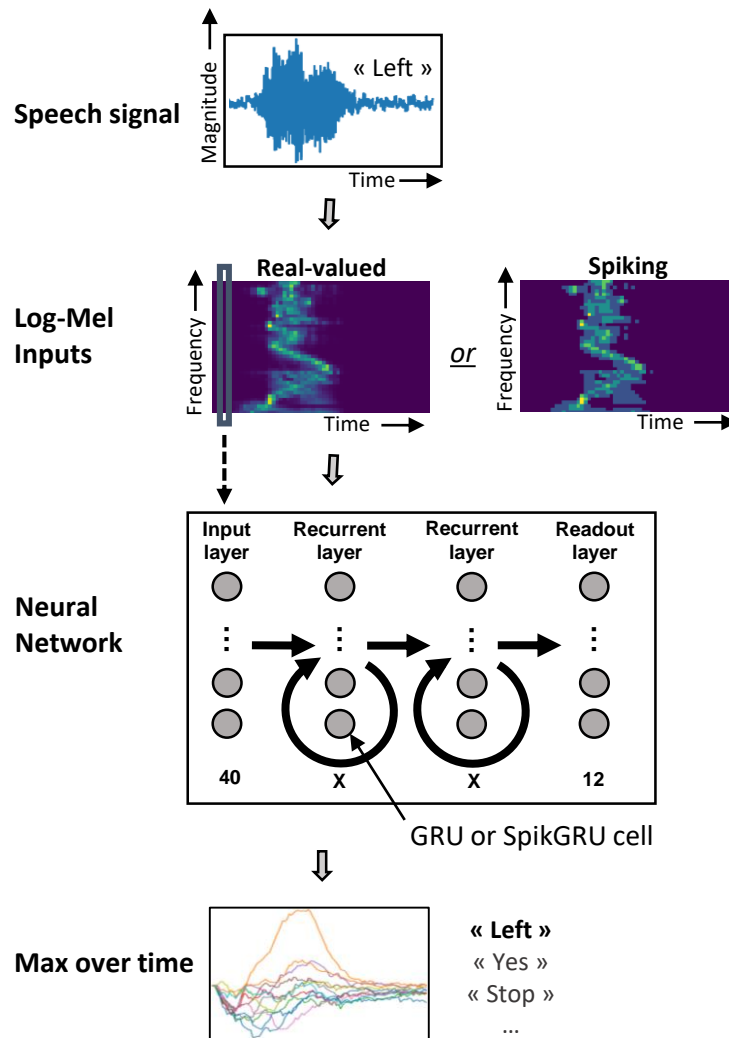 Speech signal
Magnitude
« Left »
Time
Log-Mel
Inputs
Real-valued
Frequency
Time
or
Spiking
Frequency
Time
Neural
Network
Input
layer
Recurrent
layer
Recurrent
layer
Readout
layer
40
X
X
12
GRU or SpikGRU cell
Max over time
« Left »
« Yes »
« Stop »
...